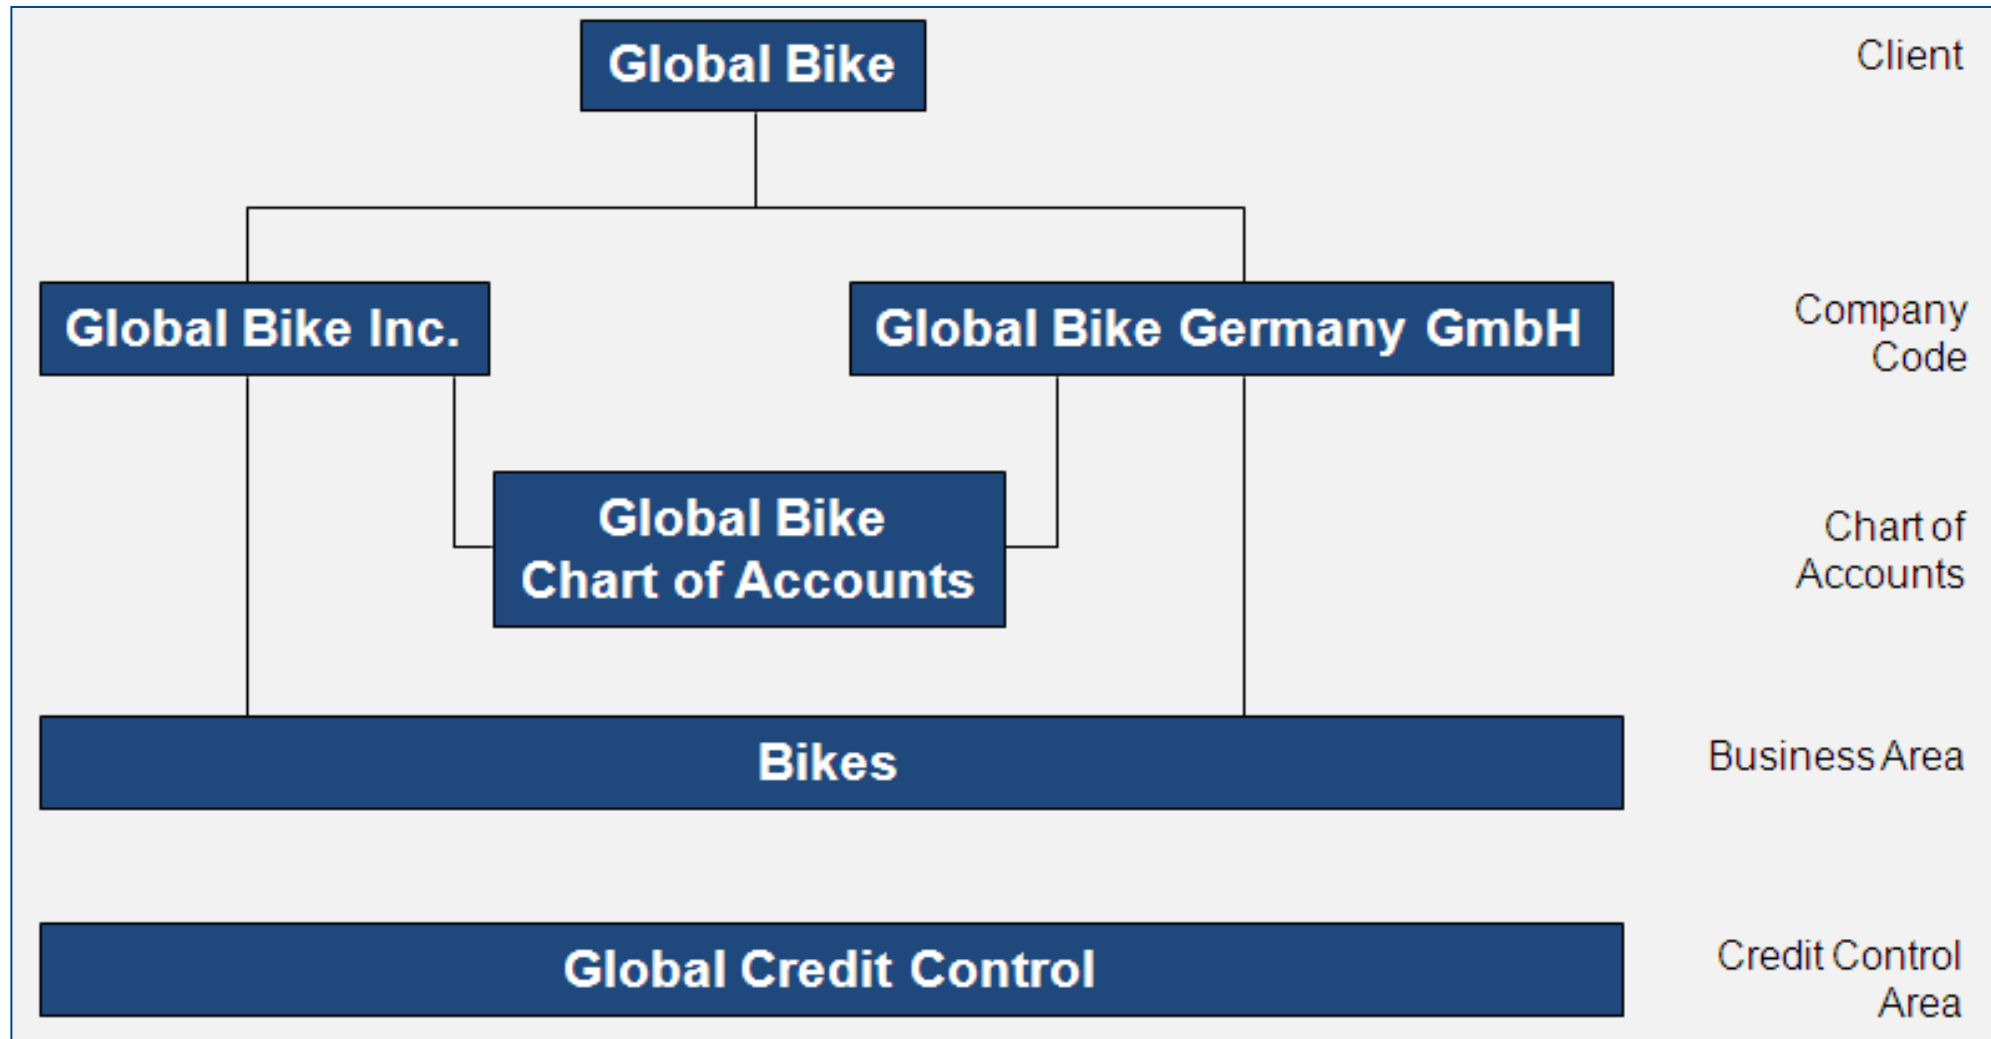 Global Bike
Client
Global Bike Inc.
Global Bike Germany GmbH
Company
Code
Global Bike
Chart of Accounts
Chart of
Accounts
Bikes
Business Area
Global Credit Control
Credit Control
Area